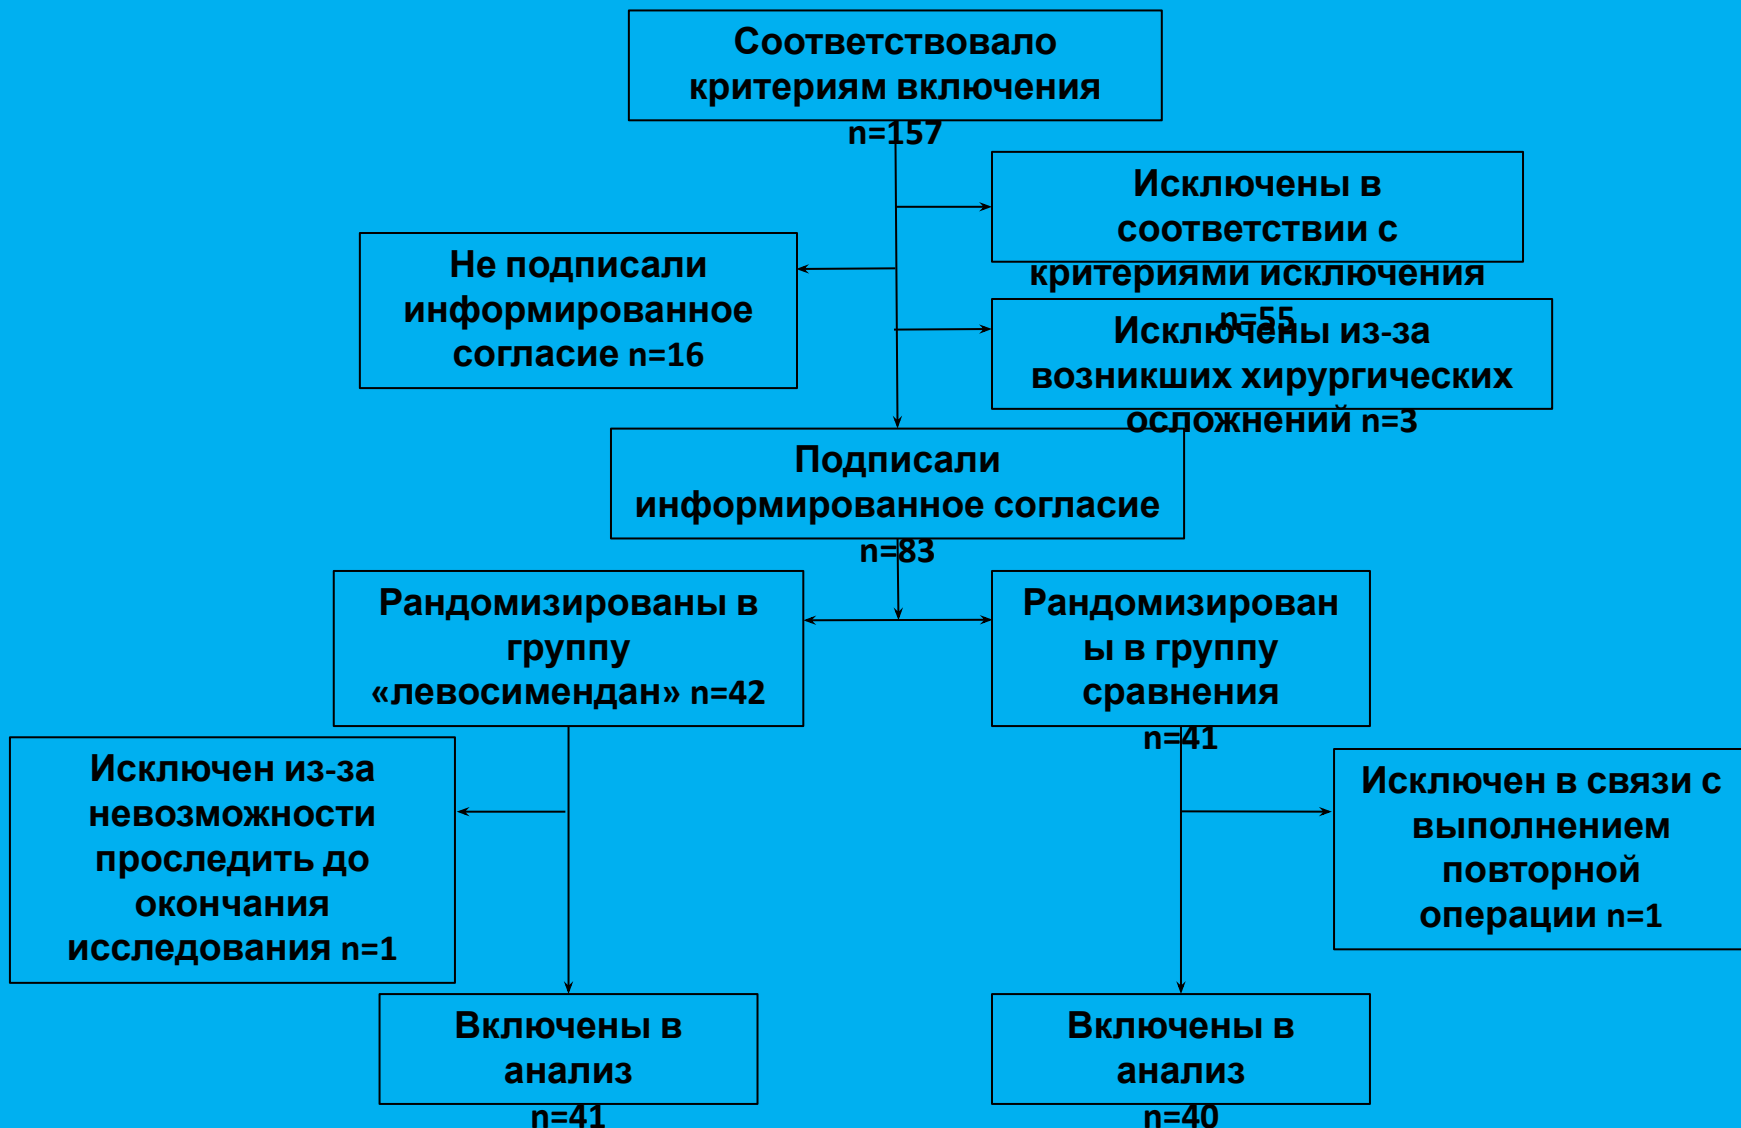 Соответствовало
критериям включения
n=157
Исключены в
соответствии с
критериями исключения
n=55
Не подписали
информированное
согласие n=16
Исключены из-за
возникших хирургических
осложнений n=3
Подписали
информированное согласие
n=83
Рандомизированы в
группу
«левосимендан» n=42
Рандомизирован
ы в группу
сравнения
n=41
Исключен из-за
невозможности
проследить до
окончания
исследования n=1
Исключен в связи с
выполнением
повторной
операции n=1
Включены в
анализ
n=41
Включены в
анализ
n=40